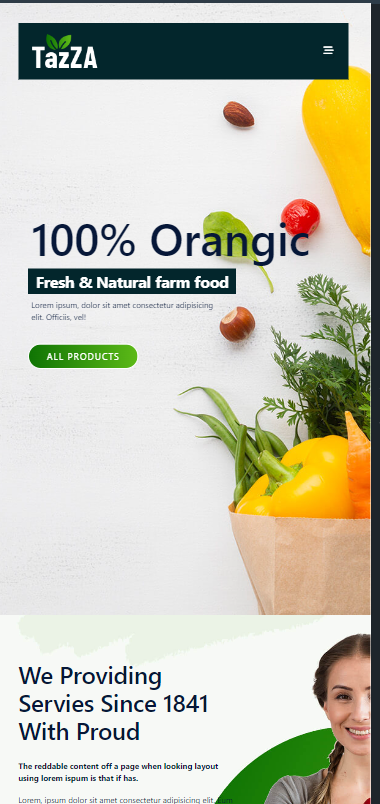 TazZA
100% Orangic
Fresh & Natural farm food
Lorem ipsum, dolor sit amet consectetur adipisicing
elit. Officiis, vel!
ALL PRODUCTS
We Providing
Servies Since 1841
With Proud
The reddable content off a page when looking layout
using lorem ispum is that if has.
Lorem, ipsum dolor sit amet consectetur adipisicing elit. Eum